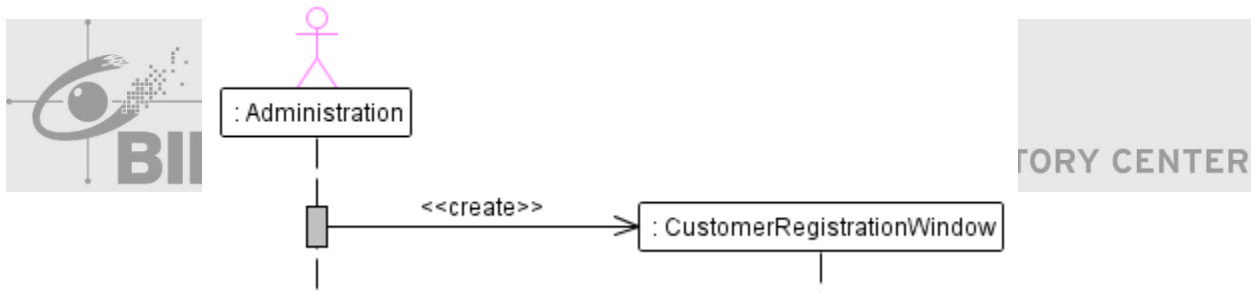 : Administration
TORY CENTER
<<create>>
: CustomerRegistrationWindow